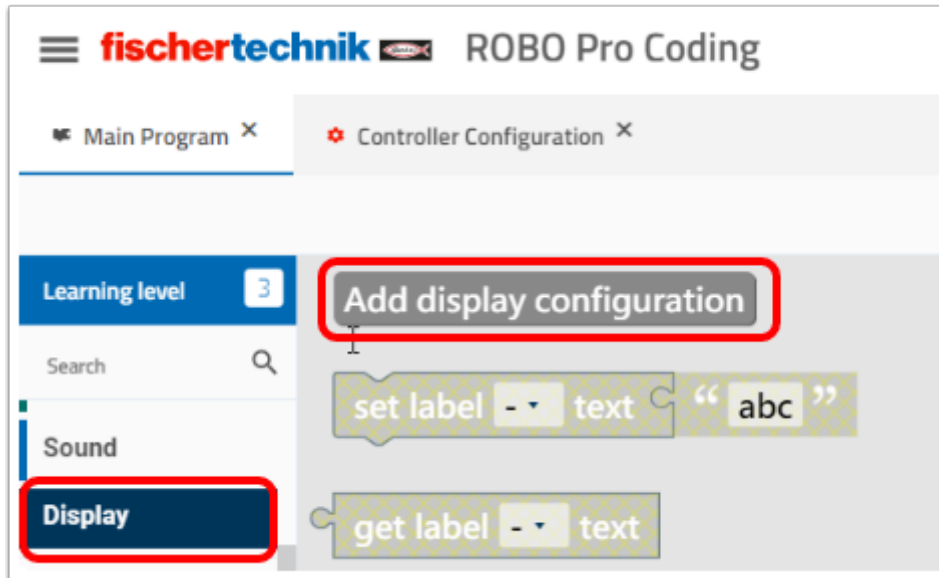 fischertechnik ROBO Pro Coding
Main Program × Controller Configuration ×
Learning level 3
Search
Sound
Display
Add display configuration
set label - text “ abc ”
get label - text